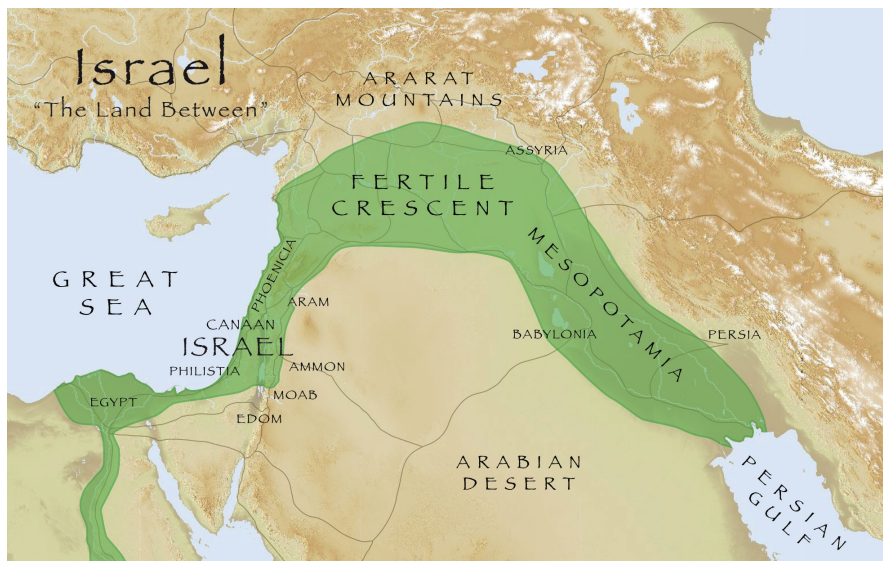 Israel
“The Land Between”
ARARAT
MOUNTAINS
ASSYRIA
FERTILE
CRESCENT
MESOPOTAMIA
GREAT
SEA
PHOENICIA
ARAM
CANAAN
ISRAEL
PHILISTIA
AMMON
BABYLONIA
PERSIA
EGYPT
MOAB
EDOM
ARABIAN
DESERT
PERSIAN
GULF